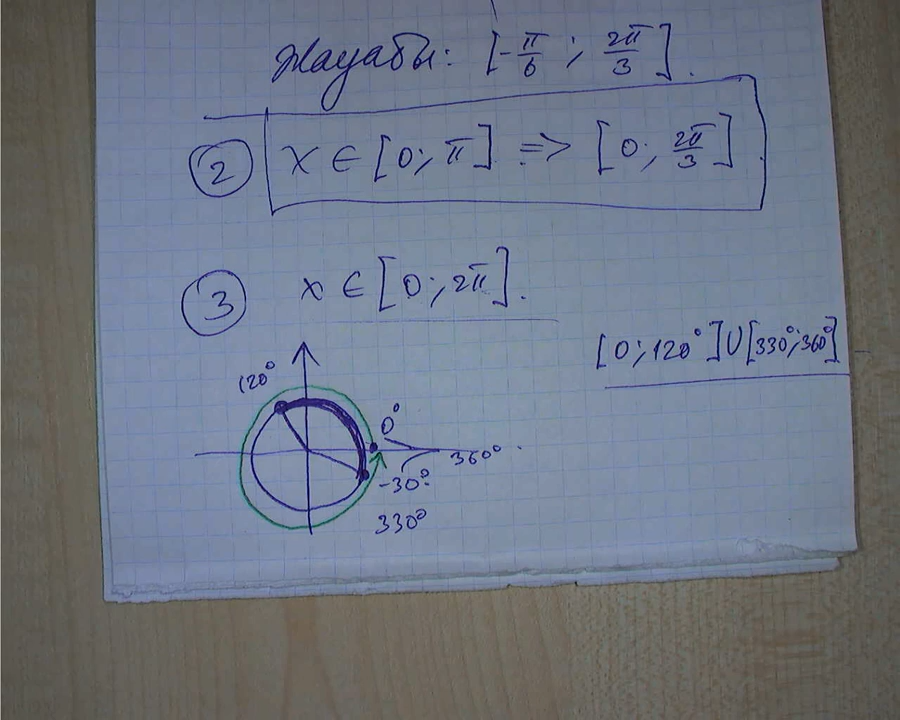 Жауабы: [-π/6; 2π/3].
② x ∈ [0; π] => [0; 2π/3].
③ x ∈ [0; 2π].
[0; 120°] U [330°; 360°]
120°
0°
360°.
-30°
330°